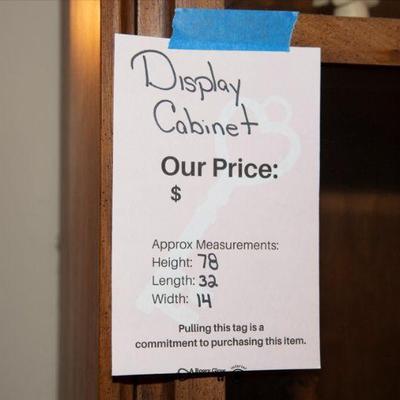 Display
Cabinet
Our Price:
$
Approx Measurements:
Height: 78
Length: 32
Width: 14
Pulling this tag is a
commitment to purchasing this item.